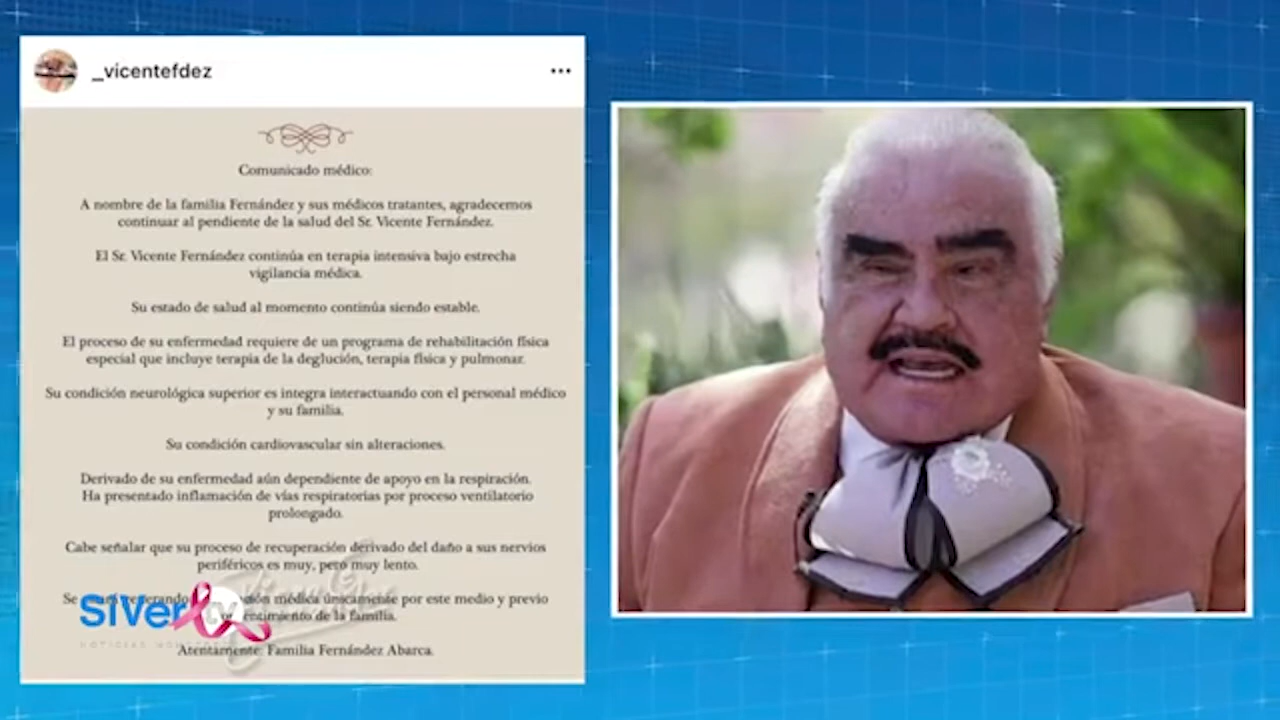 _vicentefdez
Comunicado médico:
A nombre de la familia Fernández y sus médicos tratantes, agradecemos
continuar al pendiente de la salud del Sr. Vicente Fernández.
El Sr. Vicente Fernández continúa en terapia intensiva bajo estrecha
vigilancia médica.
Su estado de salud al momento continúa siendo estable.
El proceso de su enfermedad requiere de un programa de rehabilitación física
especial que incluye terapia de la deglución, terapia física y pulmonar.
Su condición neurológica superior es integra interactuando con el personal médico
y su familia.
Su condición cardiovascular sin alteraciones.
Derivado de su enfermedad aún dependiente de apoyo en la respiración.
Ha presentado inflamación de vías respiratorias por proceso ventilatorio
prolongado.
Cabe señalar que su proceso de recuperación derivado del daño a sus nervios
periféricos es muy, pero muy lento.
Se médica únicamente por este medio y previo
de la familia.
SIVer tv
NOTICIAS
Atentamente: Familia Fernández Abarca.